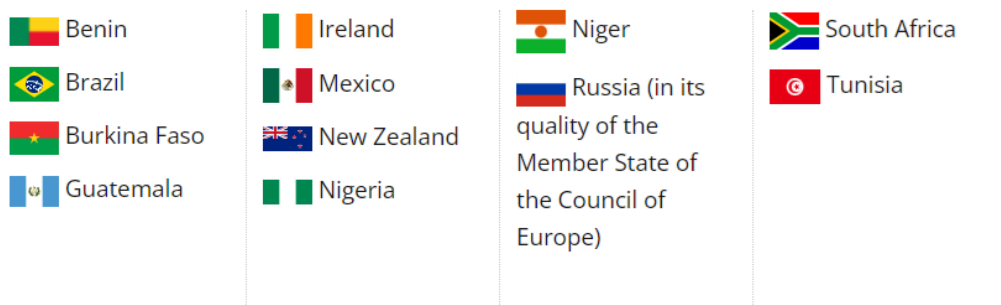 Benin
Brazil
Burkina Faso
Guatemala
Ireland
Mexico
New Zealand
Nigeria
Niger
Russia (in its
quality of the
Member State of
the Council of
Europe)
South Africa
Tunisia